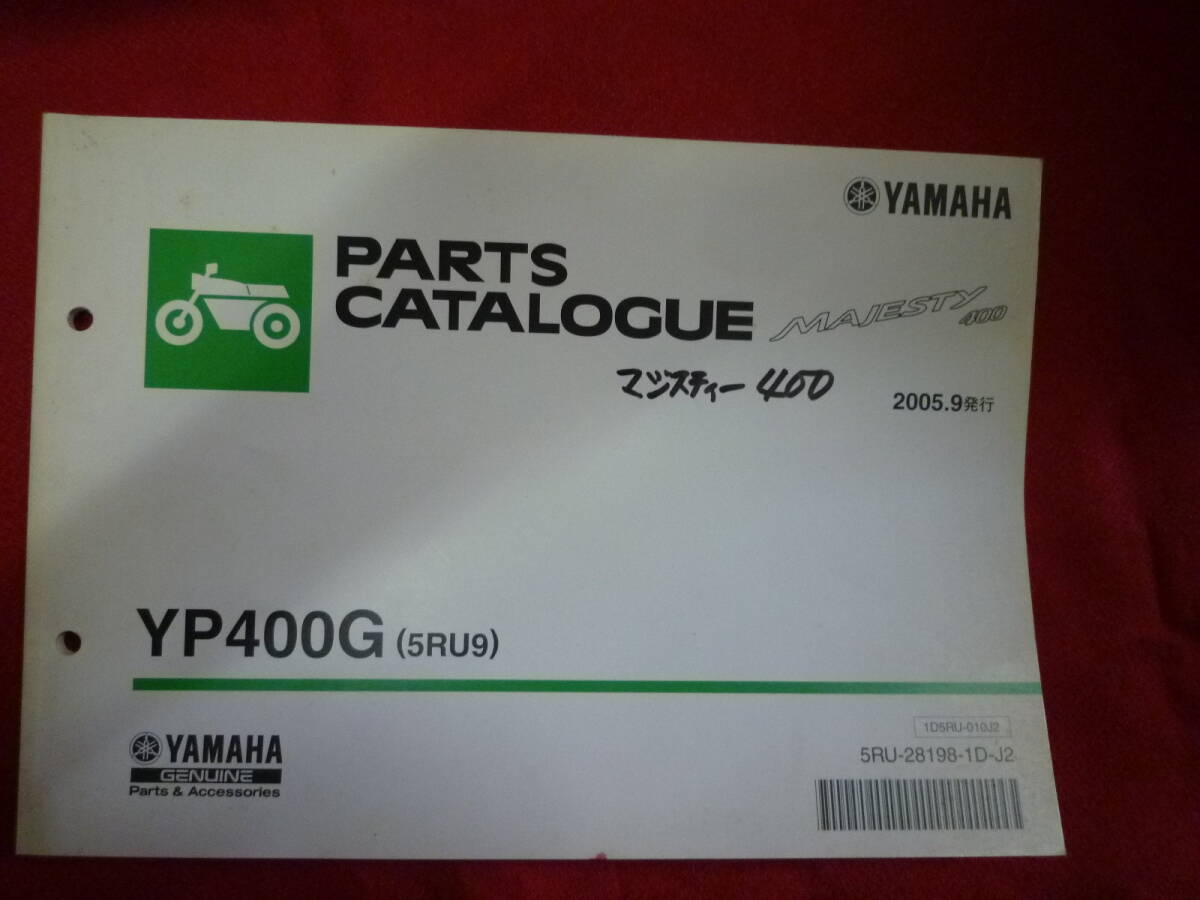 YAMAHA
PARTS
CATALOGUE
MAJESTY
400
マジスティー 400
2005.9発行
YP400G (5RU9)
YAMAHA
GENUINE
Parts & Accessories
1D5RU-010J2
5RU-28198-1D-J2